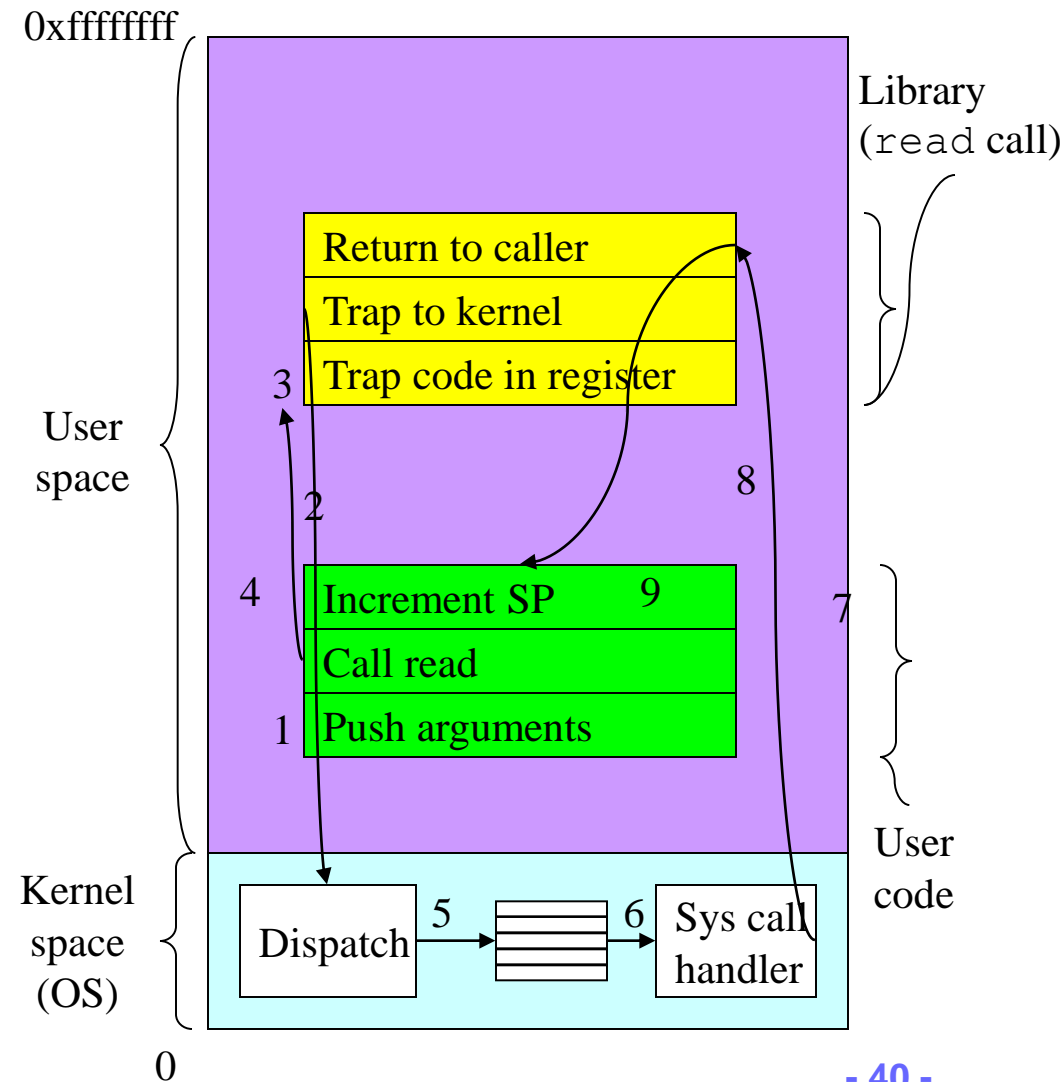 0xffffffff
Library
(read call)
Return to caller
Trap to kernel
3
Trap code in register
User
space
8
2
4
Increment SP
9
7
Call read
1
Push arguments
User
code
Kernel
space
(OS)
Dispatch
5
6
Sys call
handler
0
- 40 -